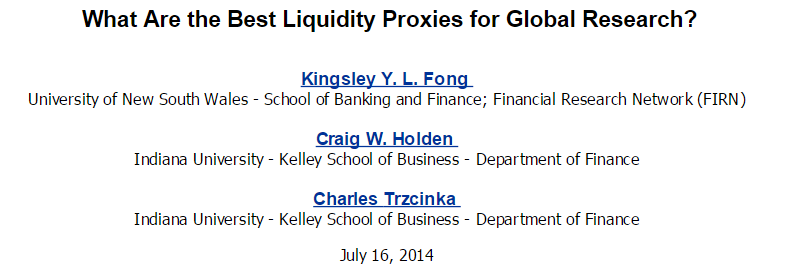 What Are the Best Liquidity Proxies for Global Research?
Kingsley Y. L. Fong
University of New South Wales - School of Banking and Finance; Financial Research Network (FIRN)
Craig W. Holden
Indiana University - Kelley School of Business - Department of Finance
Charles Trzcinka
Indiana University - Kelley School of Business - Department of Finance
July 16, 2014